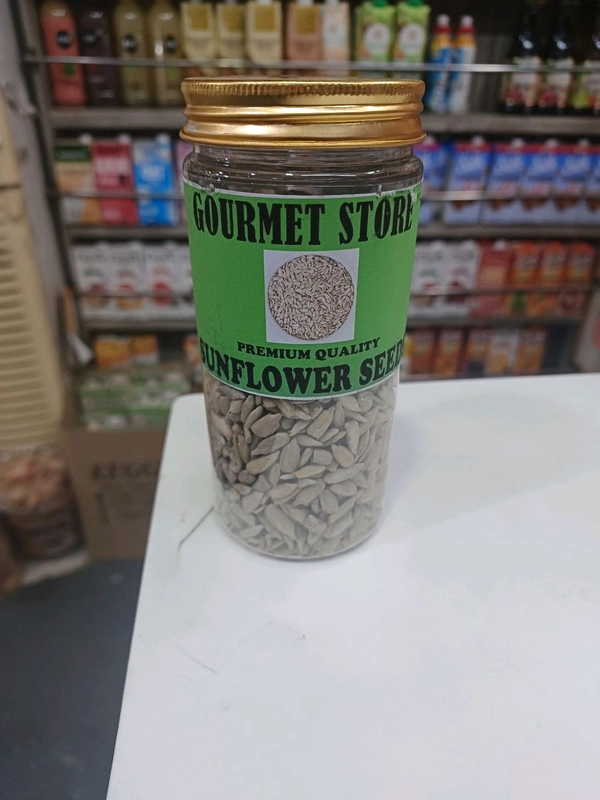 GOURMET STORE
PREMIUM QUALITY
SUNFLOWER SEED